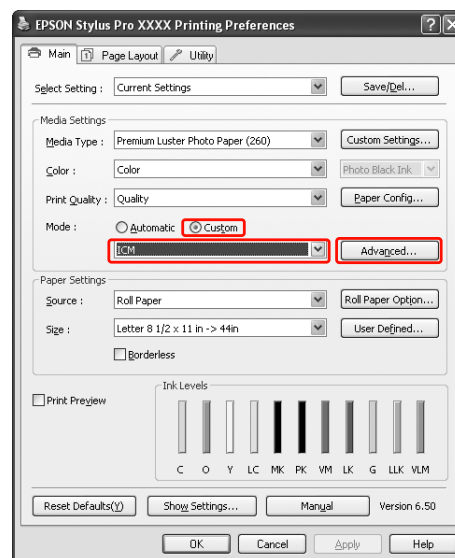 EPSON Stylus Pro XXXX Printing Preferences
Main Page Layout Utility
Select Setting : Current Settings Save/Del...
Media Settings
Media Type : Premium Luster Photo Paper (260) Custom Settings...
Color : Color Photo Black Ink
Print Quality : Quality Paper Config...
Mode : Automatic Custom
ICM Advanced...
Paper Settings
Source : Roll Paper Roll Paper Option...
Size : Letter 8 1/2 x 11 in -> 44in User Defined...
Borderless
Print Preview
Ink Levels
C O Y LC MK PK VM LK G LLK VLM
Reset Defaults(Y) Show Settings... Manual Version 6.50
OK Cancel Apply Help